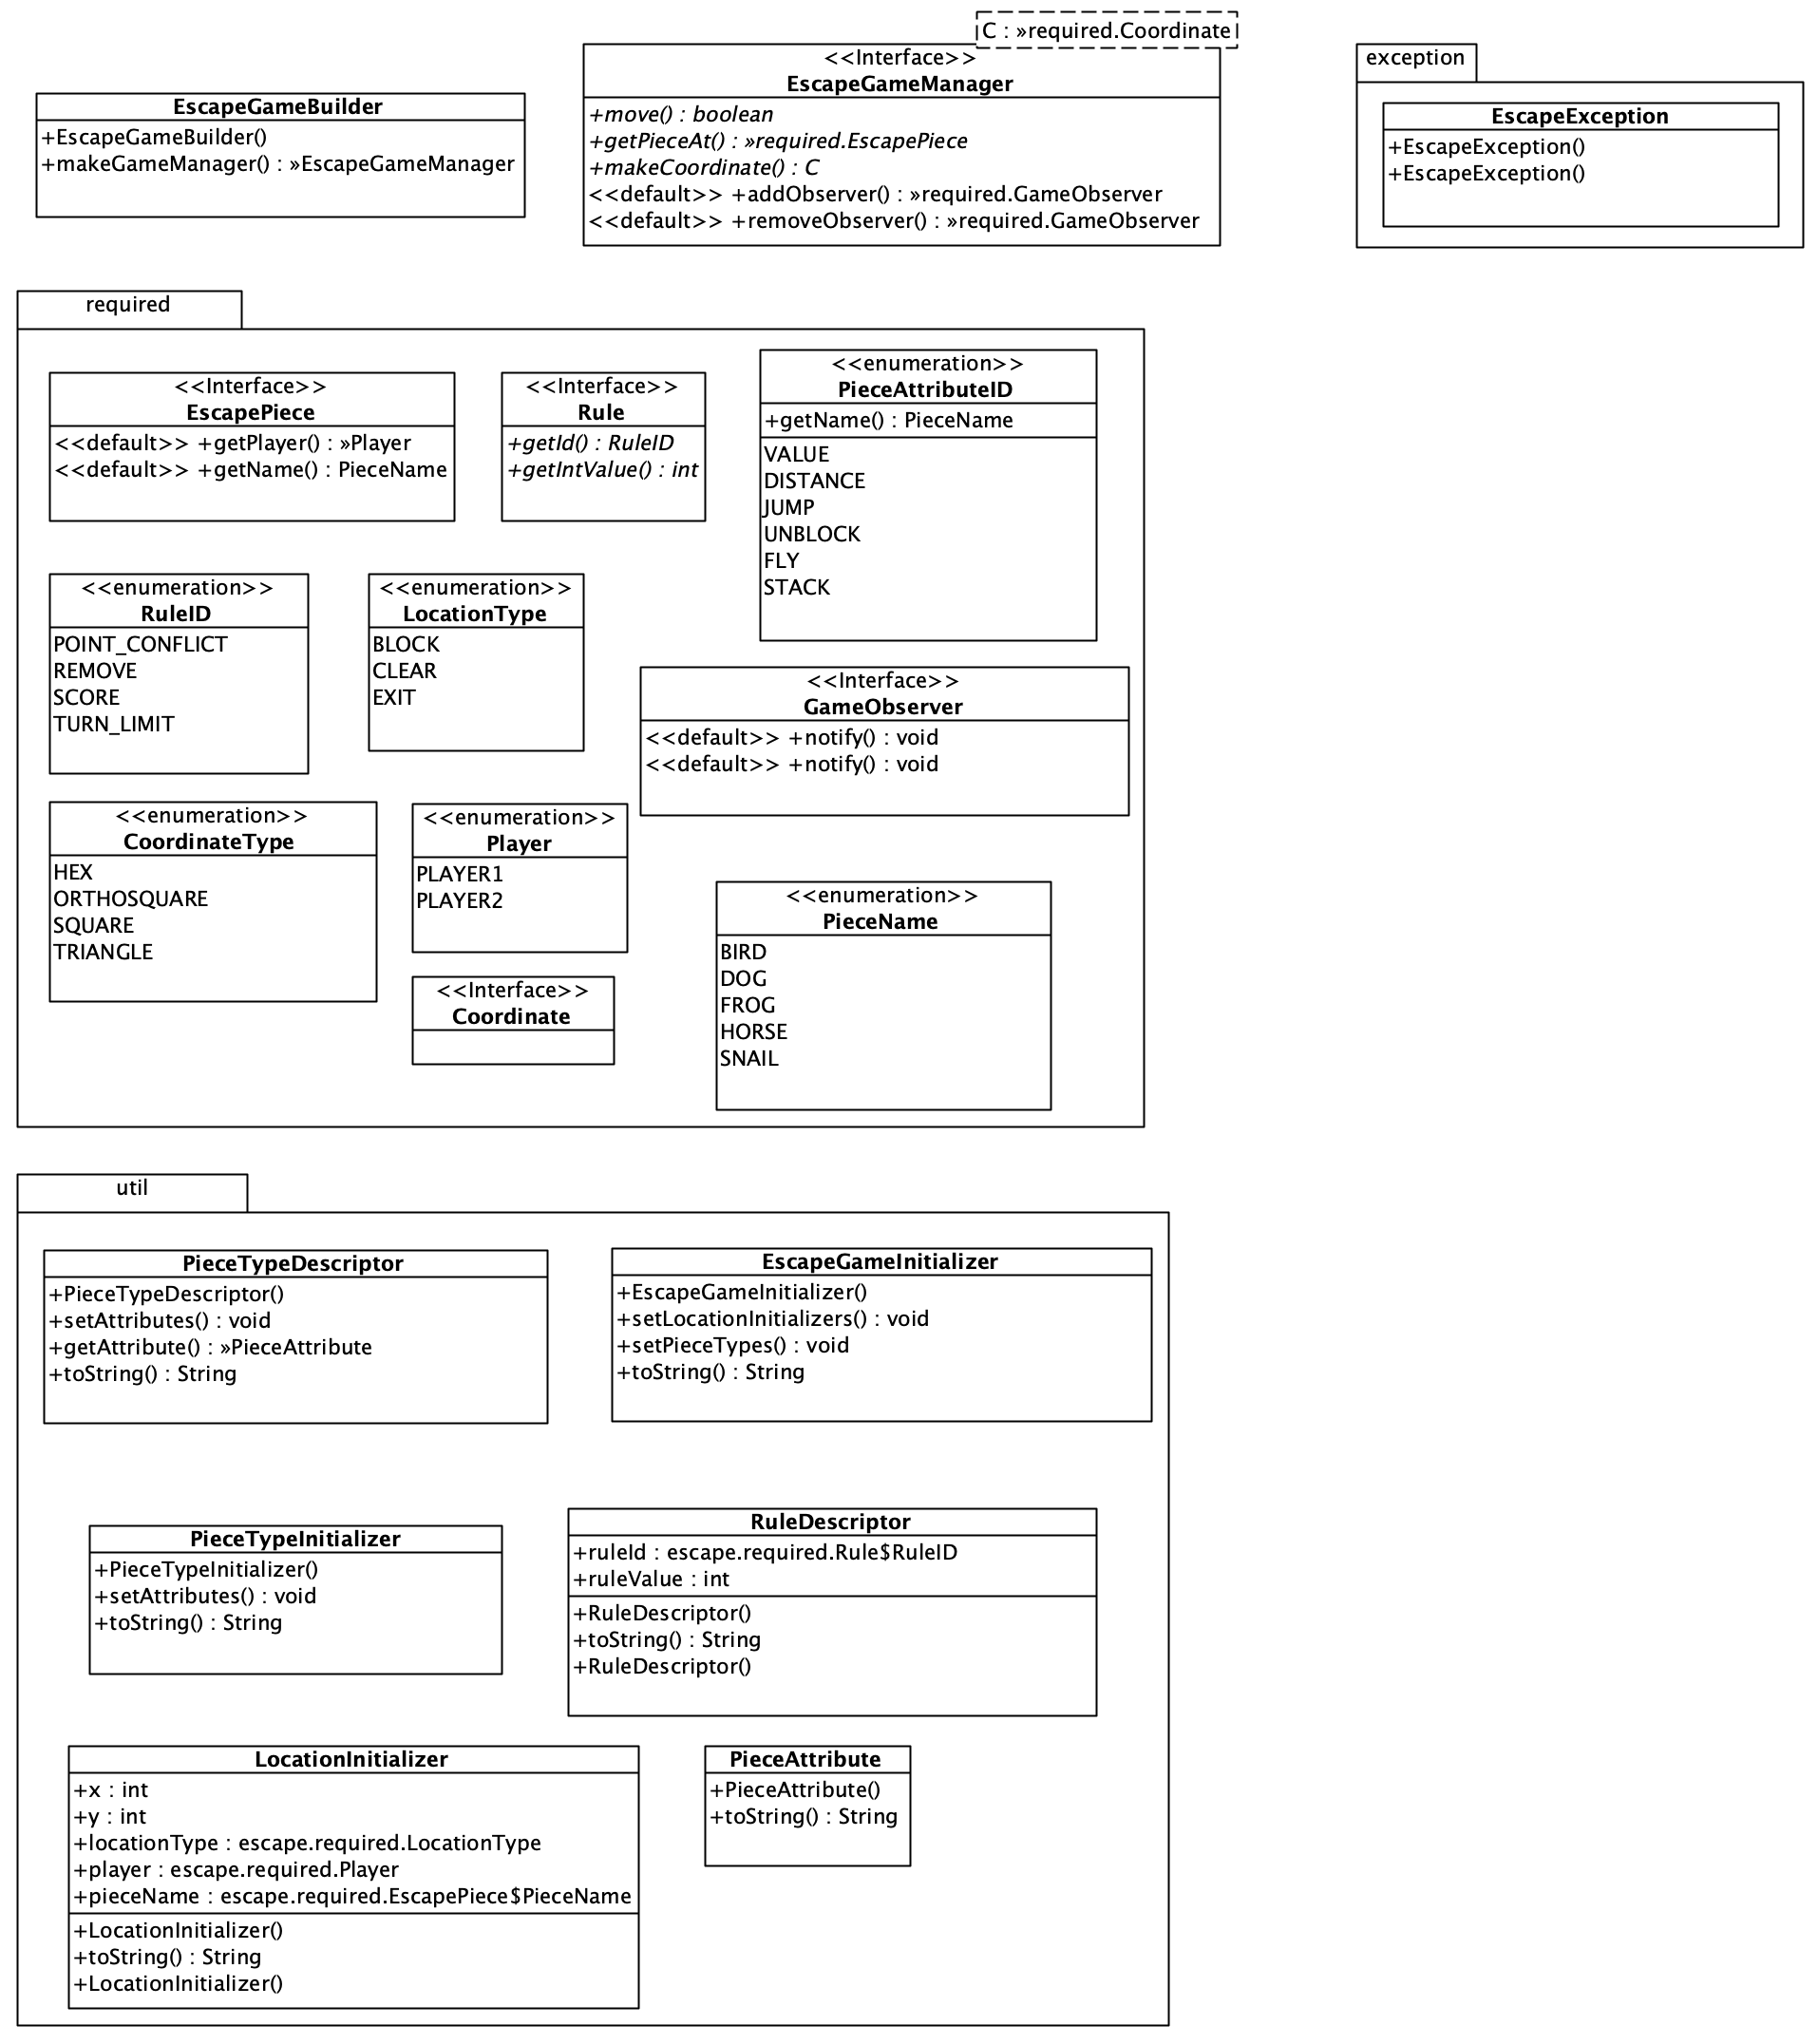 C : »required.Coordinate
EscapeGameBuilder
+EscapeGameBuilder()
+makeGameManager() : »EscapeGameManager
<<Interface>>
EscapeGameManager
+move() : boolean
+getPieceAt() : »required.EscapePiece
+makeCoordinate() : C
<<default>> +addObserver() : »required.GameObserver
<<default>> +removeObserver() : »required.GameObserver
exception
EscapeException
+EscapeException()
+EscapeException()
required
<<Interface>>
EscapePiece
<<default>> +getPlayer() : »Player
<<default>> +getName() : PieceName
<<Interface>>
Rule
+getId() : RuleID
+getIntValue() : int
<<enumeration>>
PieceAttributeID
+getName() : PieceName
VALUE
DISTANCE
JUMP
UNBLOCK
FLY
STACK
<<enumeration>>
RuleID
POINT_CONFLICT
REMOVE
SCORE
TURN_LIMIT
<<enumeration>>
LocationType
BLOCK
CLEAR
EXIT
<<Interface>>
GameObserver
<<default>> +notify() : void
<<default>> +notify() : void
<<enumeration>>
CoordinateType
HEX
ORTHOSQUARE
SQUARE
TRIANGLE
<<enumeration>>
Player
PLAYER1
PLAYER2
<<enumeration>>
PieceName
BIRD
DOG
FROG
HORSE
SNAIL
<<Interface>>
Coordinate
util
PieceTypeDescriptor
+PieceTypeDescriptor()
+setAttributes() : void
+getAttribute() : »PieceAttribute
+toString() : String
EscapeGameInitializer
+EscapeGameInitializer()
+setLocationInitializers() : void
+setPieceTypes() : void
+toString() : String
PieceTypeInitializer
+PieceTypeInitializer()
+setAttributes() : void
+toString() : String
RuleDescriptor
+ruleId : escape.required.Rule$RuleID
+ruleValue : int
+RuleDescriptor()
+toString() : String
+RuleDescriptor()
LocationInitializer
+x : int
+y : int
+locationType : escape.required.LocationType
+player : escape.required.Player
+pieceName : escape.required.EscapePiece$PieceName
+LocationInitializer()
+toString() : String
+LocationInitializer()
PieceAttribute
+PieceAttribute()
+toString() : String